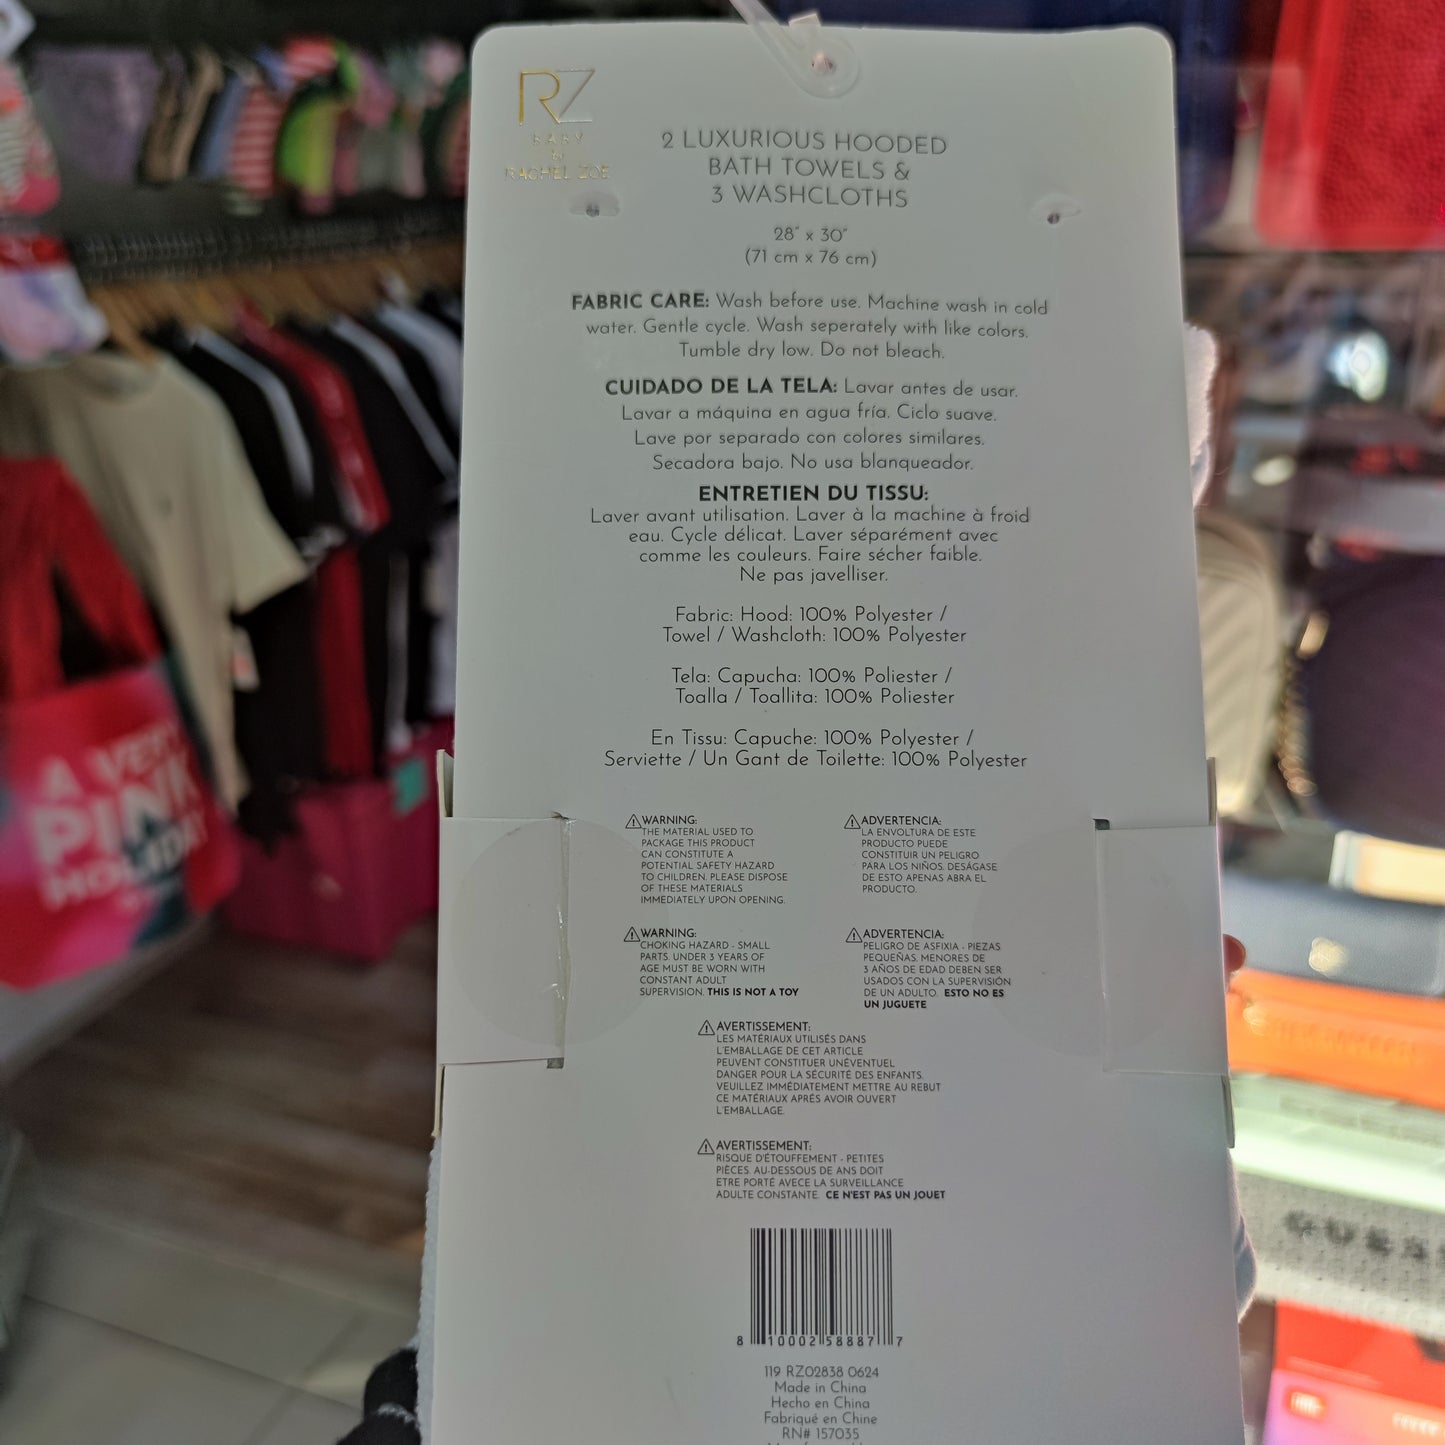 RZ
BABY
by
RACHEL ZOE
2 LUXURIOUS HOODED
BATH TOWELS &
3 WASHCLOTHS
28" x 30"
(71 cm x 76 cm)
FABRIC CARE: Wash before use. Machine wash in cold
water. Gentle cycle. Wash seperately with like colors.
Tumble dry low. Do not bleach.
CUIDADO DE LA TELA: Lavar antes de usar.
Lavar a máquina en agua fría. Ciclo suave.
Lave por separado con colores similares.
Secadora bajo. No usa blanqueador.
ENTRETIEN DU TISSU:
Laver avant utilisation. Laver à la machine à froid
eau. Cycle délicat. Laver séparément avec
comme les couleurs. Faire sécher faible.
Ne pas javelliser.
Fabric: Hood: 100% Polyester /
Towel / Washcloth: 100% Polyester
Tela: Capucha: 100% Poliester /
Toalla / Toallita: 100% Poliester
En Tissu: Capuche: 100% Polyester /
Serviette / Un Gant de Toilette: 100% Polyester
WARNING:
THE MATERIAL USED TO
PACKAGE THIS PRODUCT
CAN CONSTITUTE A
POTENTIAL SAFETY HAZARD
TO CHILDREN. PLEASE DISPOSE
OF THESE MATERIALS
IMMEDIATELY UPON OPENING.
ADVERTENCIA:
LA ENVOLTURA DE ESTE
PRODUCTO PUEDE
CONSTITUIR UN PELIGRO
PARA LOS NIÑOS. DESÁGASE
DE ESTO APENAS ABRA EL
PRODUCTO.
WARNING:
CHOKING HAZARD - SMALL
PARTS. UNDER 3 YEARS OF
AGE MUST BE WORN WITH
CONSTANT ADULT
SUPERVISION. THIS IS NOT A TOY
ADVERTENCIA:
PELIGRO DE ASFIXIA - PIEZAS
PEQUEÑAS. MENORES DE
3 AÑOS DE EDAD DEBEN SER
USADOS CON LA SUPERVISIÓN
DE UN ADULTO. ESTO NO ES
UN JUGUETE
AVERTISSEMENT:
LES MATÉRIAUX UTILISÉS DANS
L'EMBALLAGE DE CET ARTICLE
PEUVENT CONSTITUER UNÉVENTUEL
DANGER POUR LA SÉCURITÉ DES ENFANTS.
VEUILLEZ IMMÉDIATEMENT METTRE AU REBUT
CE MATÉRIAUX APRÉS AVOIR OUVERT
L'EMBALLAGE.
AVERTISSEMENT:
RISQUE D'ÉTOUFFEMENT - PETITES
PIÈCES. AU-DESSOUS DE ANS DOIT
ETRE PORTÉ AVECE LA SURVEILLANCE
ADULTE CONSTANTE. CE N'EST PAS UN JOUET
8 10002 58887 7
119 RZ02838 0624
Made in China
Hecho en China
Fabriqué en Chine
RN# 157035
A VERY
PINK
HOLIDAY
GUESS